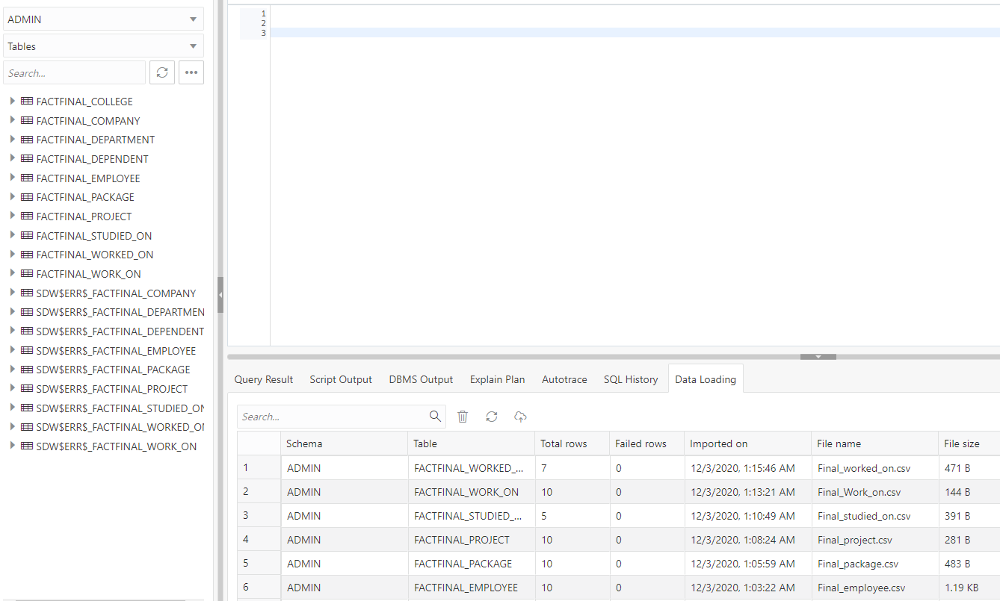 ADMIN
Tables
Search...
FACTFINAL_COLLEGE
FACTFINAL_COMPANY
FACTFINAL_DEPARTMENT
FACTFINAL_DEPENDENT
FACTFINAL_EMPLOYEE
FACTFINAL_PACKAGE
FACTFINAL_PROJECT
FACTFINAL_STUDIED_ON
FACTFINAL_WORKED_ON
FACTFINAL_WORK_ON
SDW$ERR$_FACTFINAL_COMPANY
SDW$ERR$_FACTFINAL_DEPARTMEN
SDW$ERR$_FACTFINAL_DEPENDENT
SDW$ERR$_FACTFINAL_EMPLOYEE
SDW$ERR$_FACTFINAL_PACKAGE
SDW$ERR$_FACTFINAL_PROJECT
SDW$ERR$_FACTFINAL_STUDIED_ON
SDW$ERR$_FACTFINAL_WORKED_ON
SDW$ERR$_FACTFINAL_WORK_ON
1
2
3
Query Result Script Output DBMS Output Explain Plan Autotrace SQL History Data Loading
Search...
Schema Table Total rows Failed rows Imported on File name File size
1 ADMIN FACTFINAL_WORKED_... 7 0 12/3/2020, 1:15:46 AM Final_worked_on.csv 471 B
2 ADMIN FACTFINAL_WORK_ON 10 0 12/3/2020, 1:13:21 AM Final_Work_on.csv 144 B
3 ADMIN FACTFINAL_STUDIED_... 5 0 12/3/2020, 1:10:49 AM Final_studied_on.csv 391 B
4 ADMIN FACTFINAL_PROJECT 10 0 12/3/2020, 1:08:24 AM Final_project.csv 281 B
5 ADMIN FACTFINAL_PACKAGE 10 0 12/3/2020, 1:05:59 AM Final_package.csv 483 B
6 ADMIN FACTFINAL_EMPLOYEE 10 0 12/3/2020, 1:03:22 AM Final_employee.csv 1.19 KB